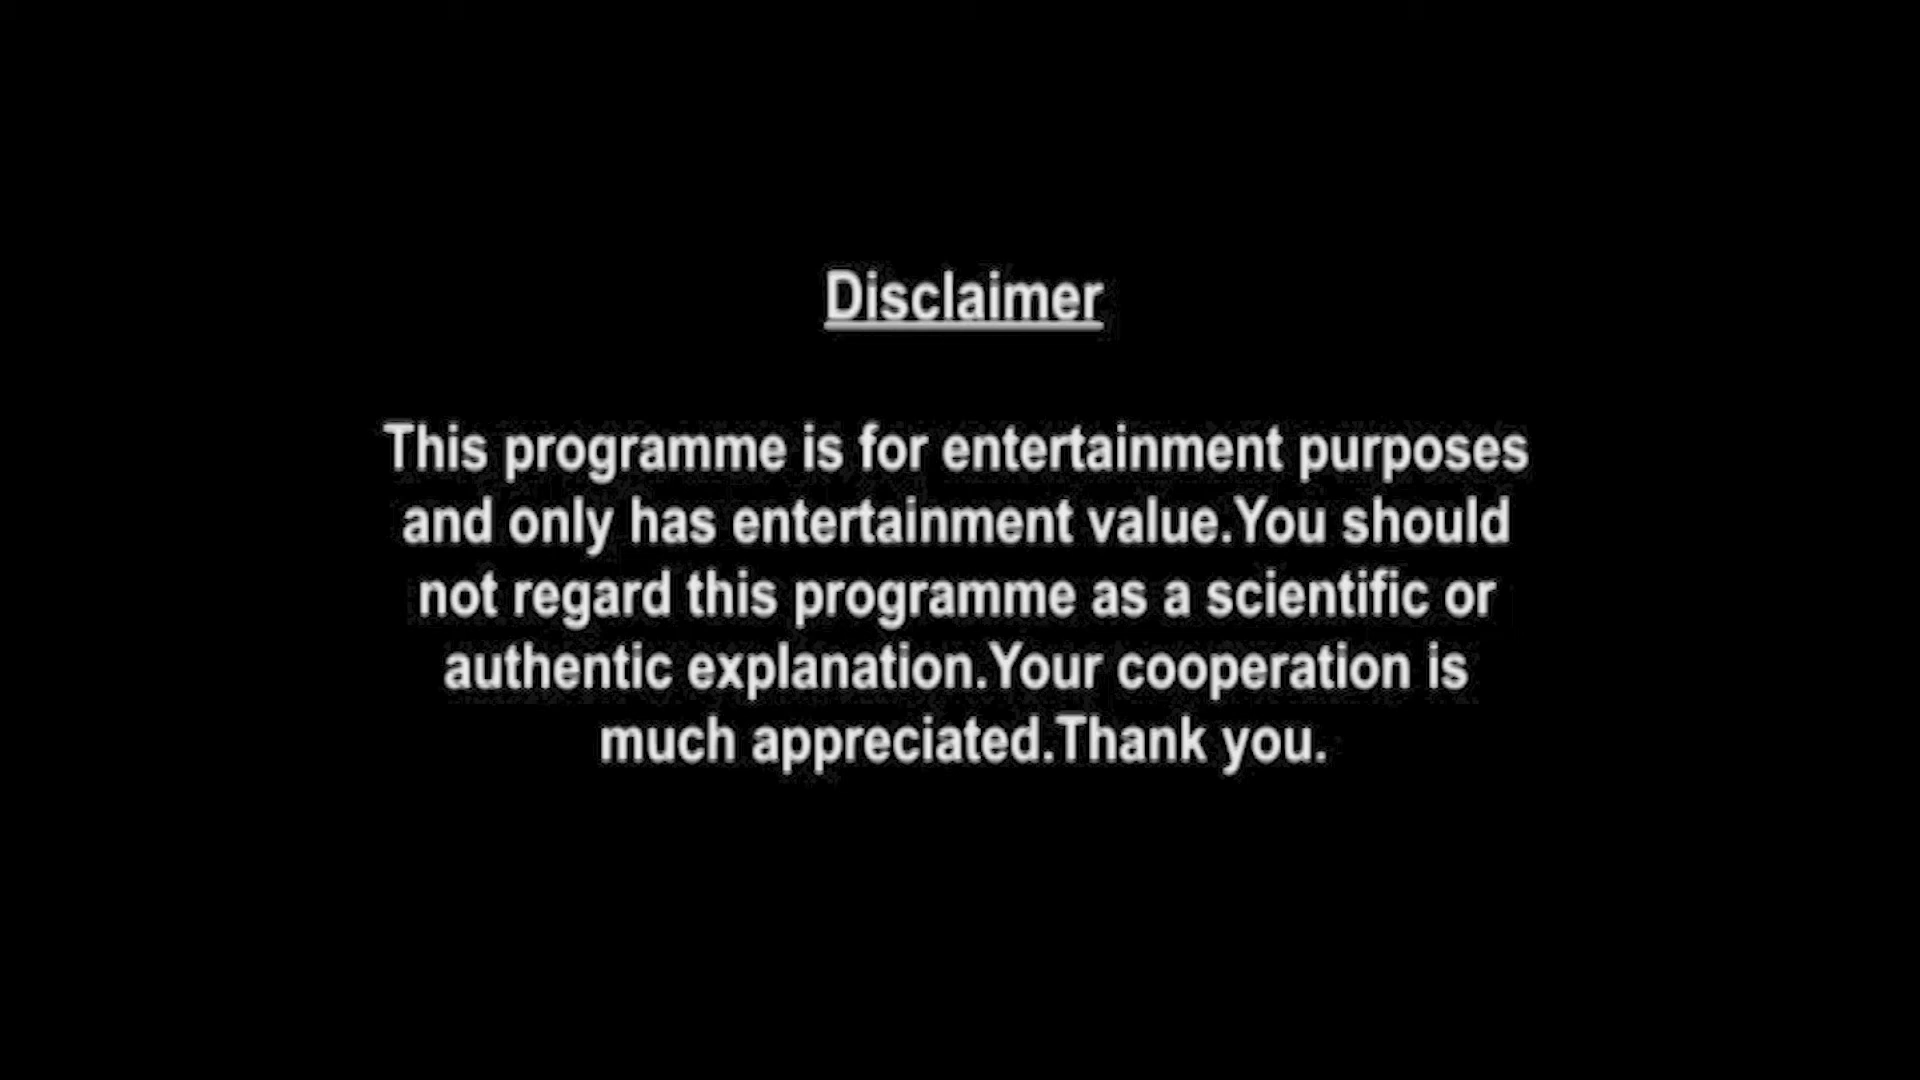 Disclaimer
This programme is for entertainment purposes
and only has entertainment value.You should
not regard this programme as a scientific or
authentic explanation.Your cooperation is
much appreciated.Thank you.